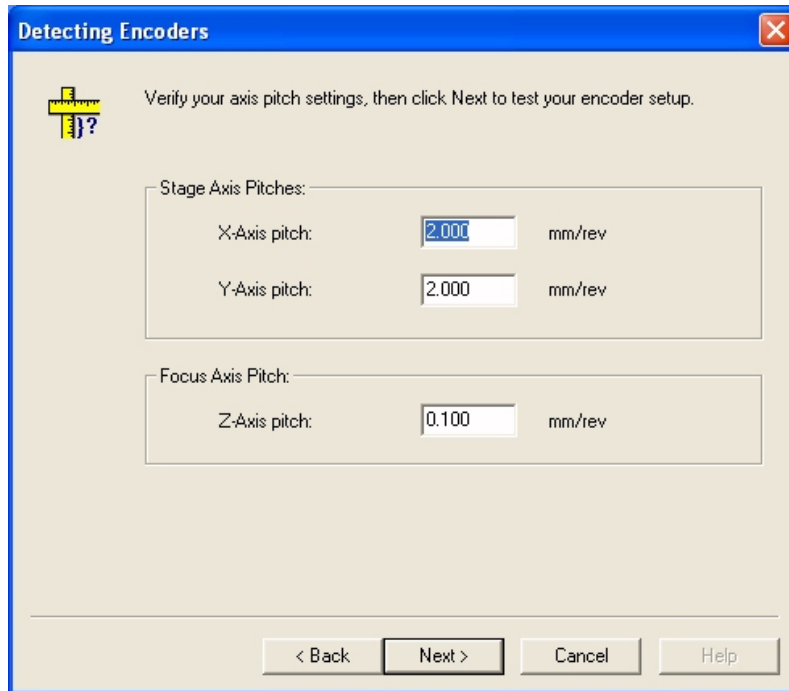 Detecting Encoders
}?
Verify your axis pitch settings, then click Next to test your encoder setup.
Stage Axis Pitches:
X-Axis pitch: 2.000 mm/rev
Y-Axis pitch: 2.000 mm/rev
Focus Axis Pitch:
Z-Axis pitch: 0.100 mm/rev
< Back Next > Cancel Help